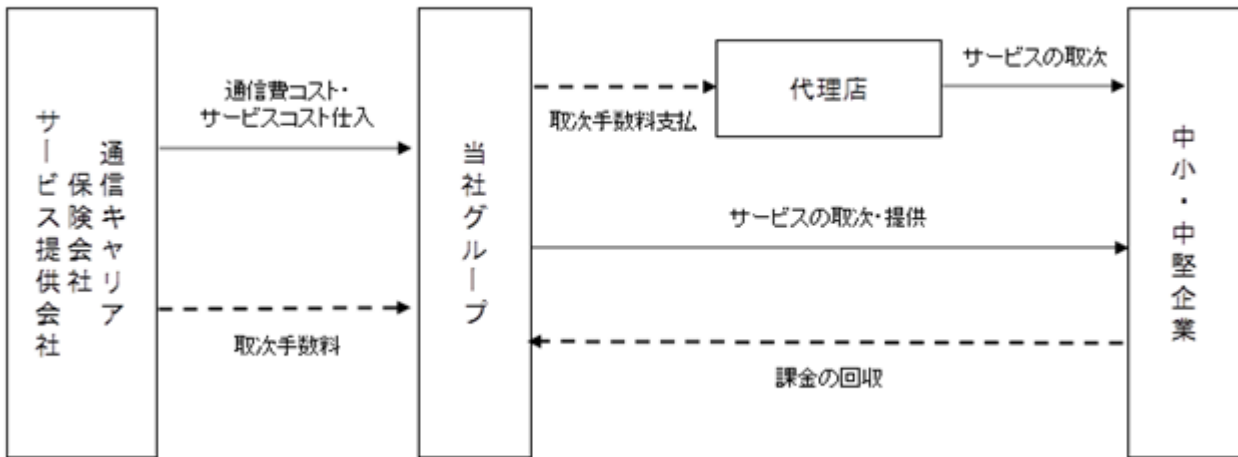 通信キャリア
保険会社
サービス提供会社
通信費コスト・
サービスコスト仕入
取次手数料
当社グループ
取次手数料支払
代理店
サービスの取次
サービスの取次・提供
課金の回収
中小・中堅企業